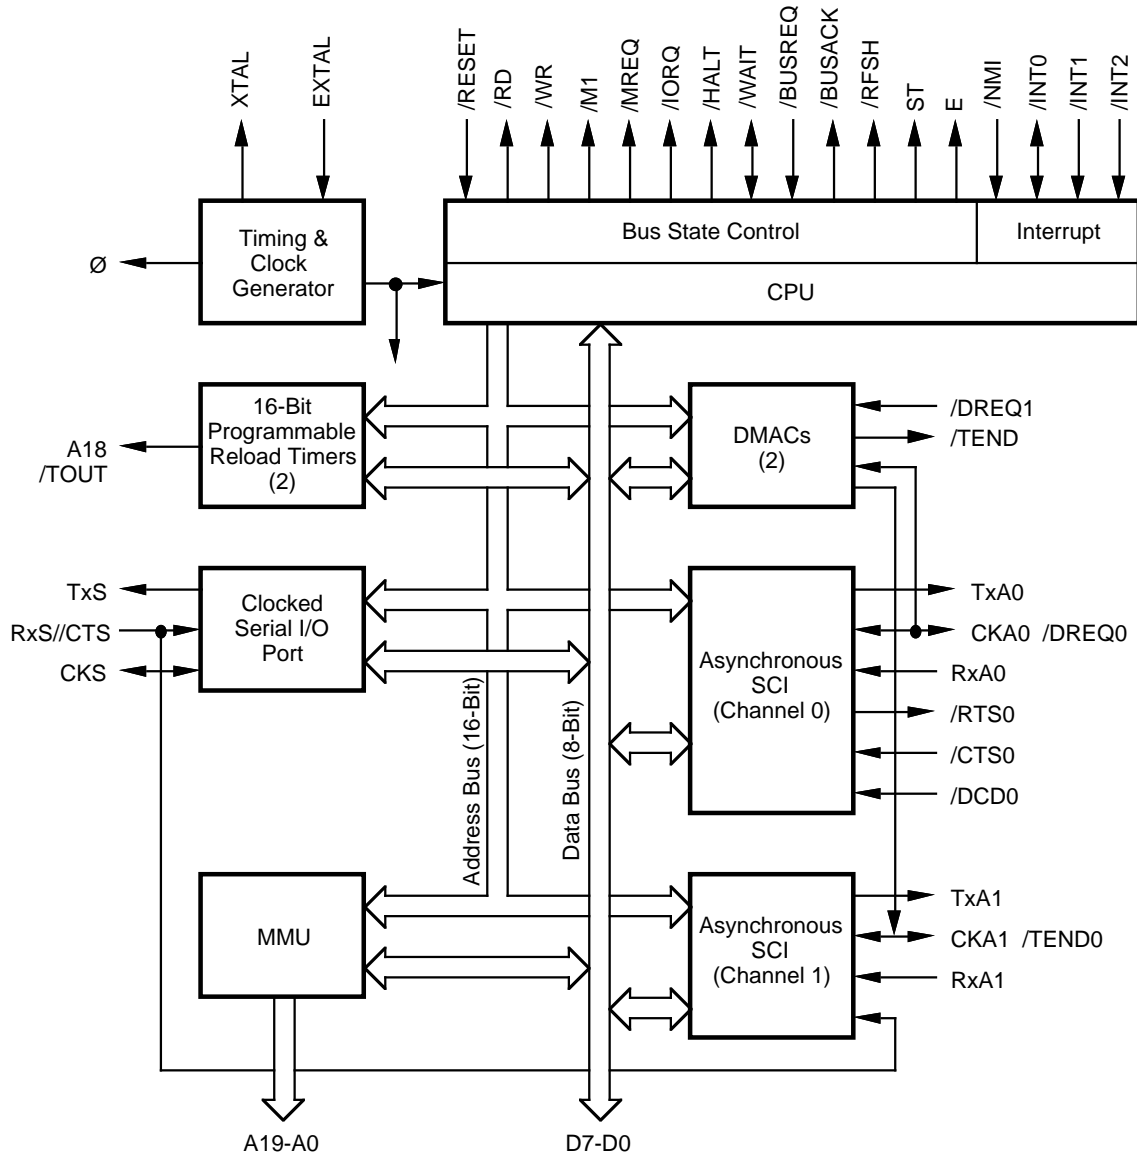 XTAL
EXTAL
/RESET
/RD
/WR
/M1
/MREQ
/IORQ
/HALT
/WAIT
/BUSREQ
/BUSACK
/RFSH
ST
E
/NMI
/INT0
/INT1
/INT2
Timing &
Clock
Generator
Ø
Bus State Control
Interrupt
CPU
16-Bit
Programmable
Reload Timers
(2)
A18
/TOUT
DMACs
(2)
/DREQ1
/TEND
TxS
RxS//CTS
CKS
Clocked
Serial I/O
Port
Address Bus (16-Bit)
Data Bus (8-Bit)
Asynchronous
SCI
(Channel 0)
TxA0
CKA0 /DREQ0
RxA0
/RTS0
/CTS0
/DCD0
MMU
Asynchronous
SCI
(Channel 1)
TxA1
CKA1 /TEND0
RxA1
A19-A0
D7-D0